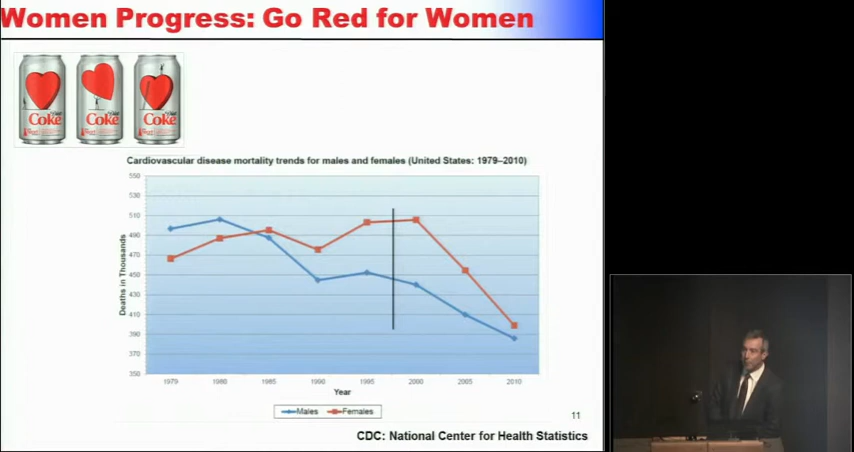 Women Progress: Go Red for Women
Coke Coke Coke
Cardiovascular disease mortality trends for males and females (United States: 1979–2010)
550
530
510
490
470
450
430
410
390
370
350
Deaths in Thousands
1979 1980 1985 1990 1995 2000 2005 2010
Year
Males Females
11
CDC: National Center for Health Statistics